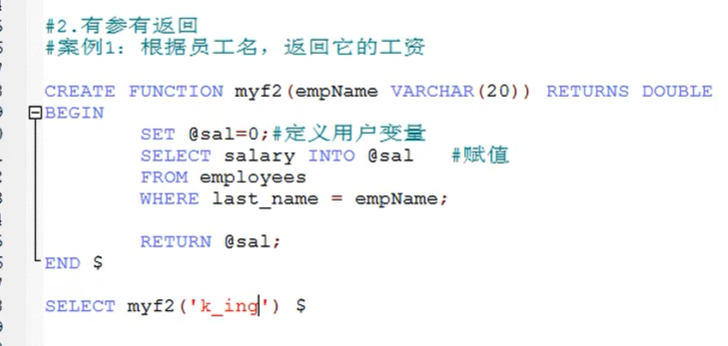 #2.有参有返回
#案例1：根据员工名，返回它的工资
CREATE FUNCTION myf2(empName VARCHAR(20)) RETURNS DOUBLE
BEGIN
SET @sal=0;#定义用户变量
SELECT salary INTO @sal #赋值
FROM employees
WHERE last_name = empName;
RETURN @sal;
END $
SELECT myf2('k_ing') $